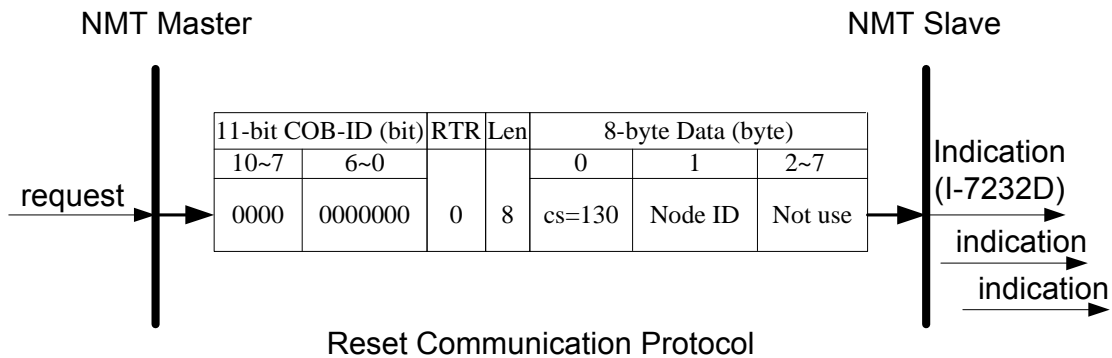 NMT Master
NMT Slave
11-bit COB-ID (bit) RTR Len 8-byte Data (byte)
10~7 6~0 0 1 2~7
0000 0000000 0 8 cs=130 Node ID Not use
request
Indication
(I-7232D)
indication
indication
Reset Communication Protocol